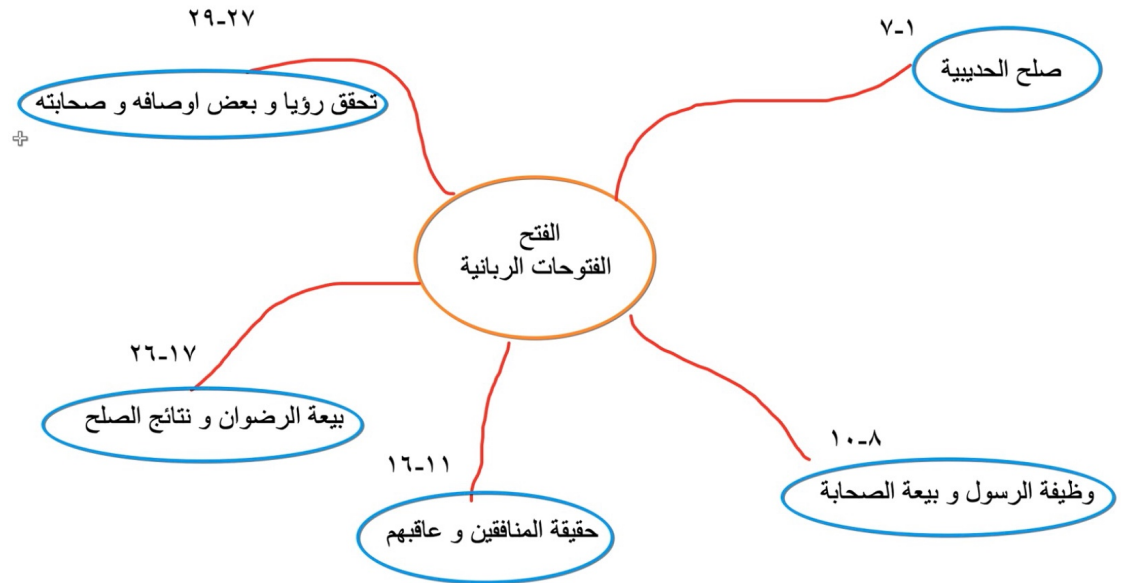 الفتح
الفتوحات الربانية
٧-١
صلح الحديبية
١٠-٨
وظيفة الرسول و بيعة الصحابة
١٦-١١
حقيقة المنافقين و عاقبهم
٢٦-١٧
بيعة الرضوان و نتائج الصلح
٢٩-٢٧
تحقق رؤيا و بعض اوصافه و صحابته